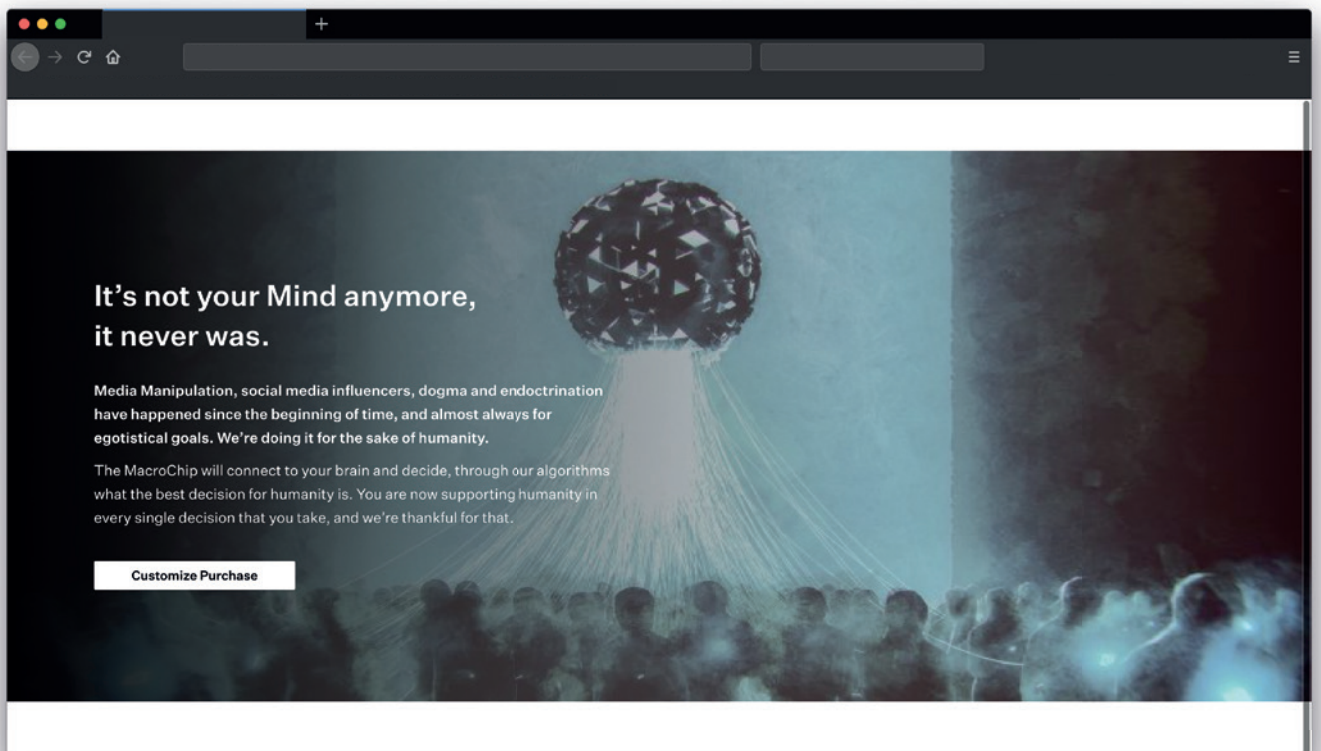 It's not your Mind anymore,
it never was.
Media Manipulation, social media influencers, dogma and endoctrination
have happened since the beginning of time, and almost always for
egotistical goals. We're doing it for the sake of humanity.
The MacroChip will connect to your brain and decide, through our algorithms
what the best decision for humanity is. You are now supporting humanity in
every single decision that you take, and we're thankful for that.
Customize Purchase